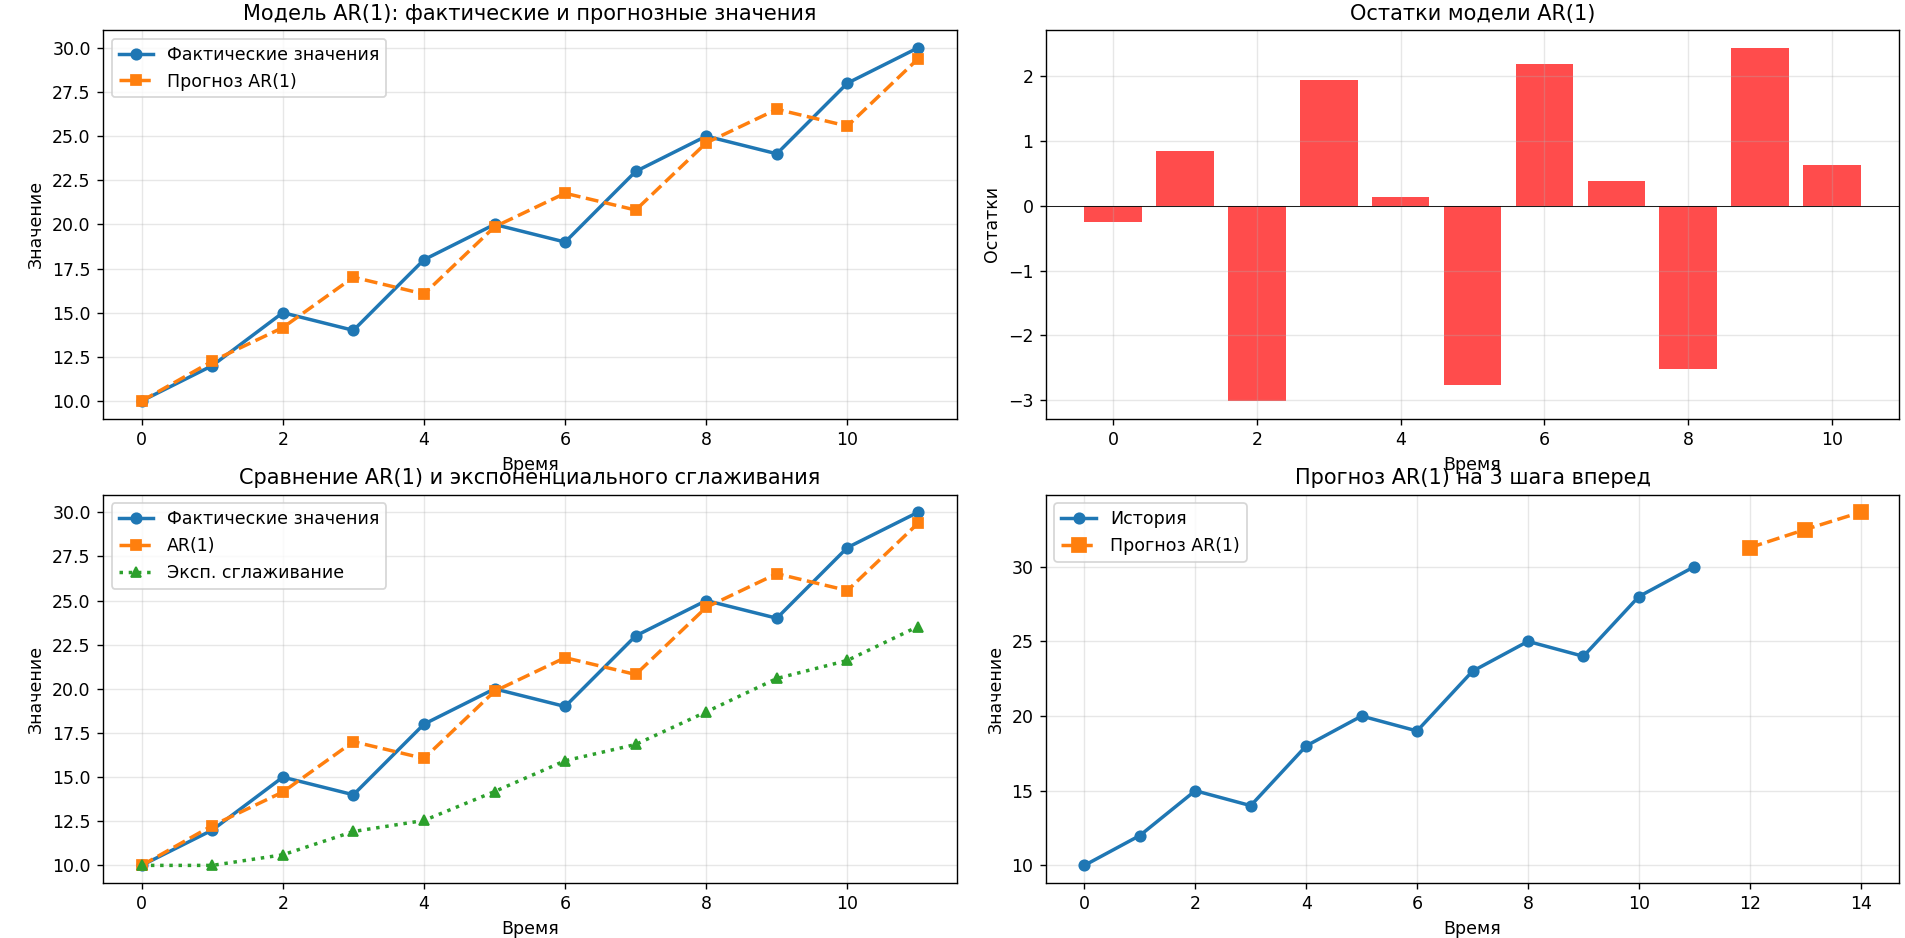 Модель AR(1): фактические и прогнозные значения
Фактические значения
Прогноз AR(1)
Значение
30.0
27.5
25.0
22.5
20.0
17.5
15.0
12.5
10.0
0 2 4 6 8 10
Время
Остатки модели AR(1)
Остатки
2
1
0
−1
−2
−3
0 2 4 6 8 10
Время
Сравнение AR(1) и экспоненциального сглаживания
Фактические значения
AR(1)
Эксп. сглаживание
Значение
30.0
27.5
25.0
22.5
20.0
17.5
15.0
12.5
10.0
0 2 4 6 8 10
Время
Прогноз AR(1) на 3 шага вперед
История
Прогноз AR(1)
Значение
30
25
20
15
10
0 2 4 6 8 10 12 14
Время